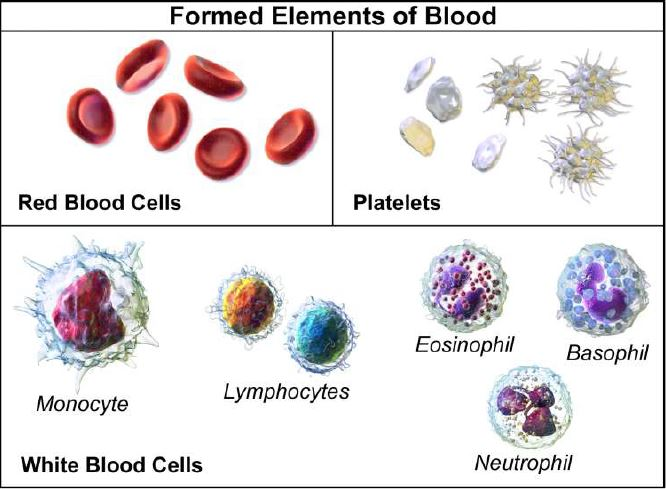 Formed Elements of Blood
Red Blood Cells
Platelets
Monocyte
Lymphocytes
Eosinophil
Basophil
Neutrophil
White Blood Cells